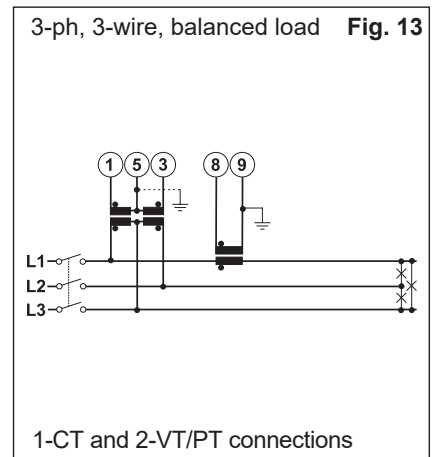 3-ph, 3-wire, balanced load Fig. 13
1 5 3 8 9
L1
L2
L3
1-CT and 2-VT/PT connections